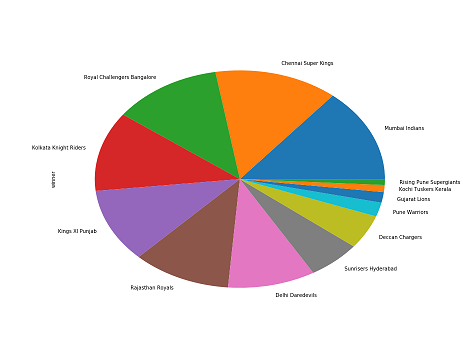 Chennai Super Kings
Royal Challengers Bangalore
Mumbai Indians
Kolkata Knight Riders
winner
Rising Pune Supergiants
Kochi Tuskers Kerala
Gujarat Lions
Pune Warriors
Kings XI Punjab
Deccan Chargers
Sunrisers Hyderabad
Rajasthan Royals
Delhi Daredevils